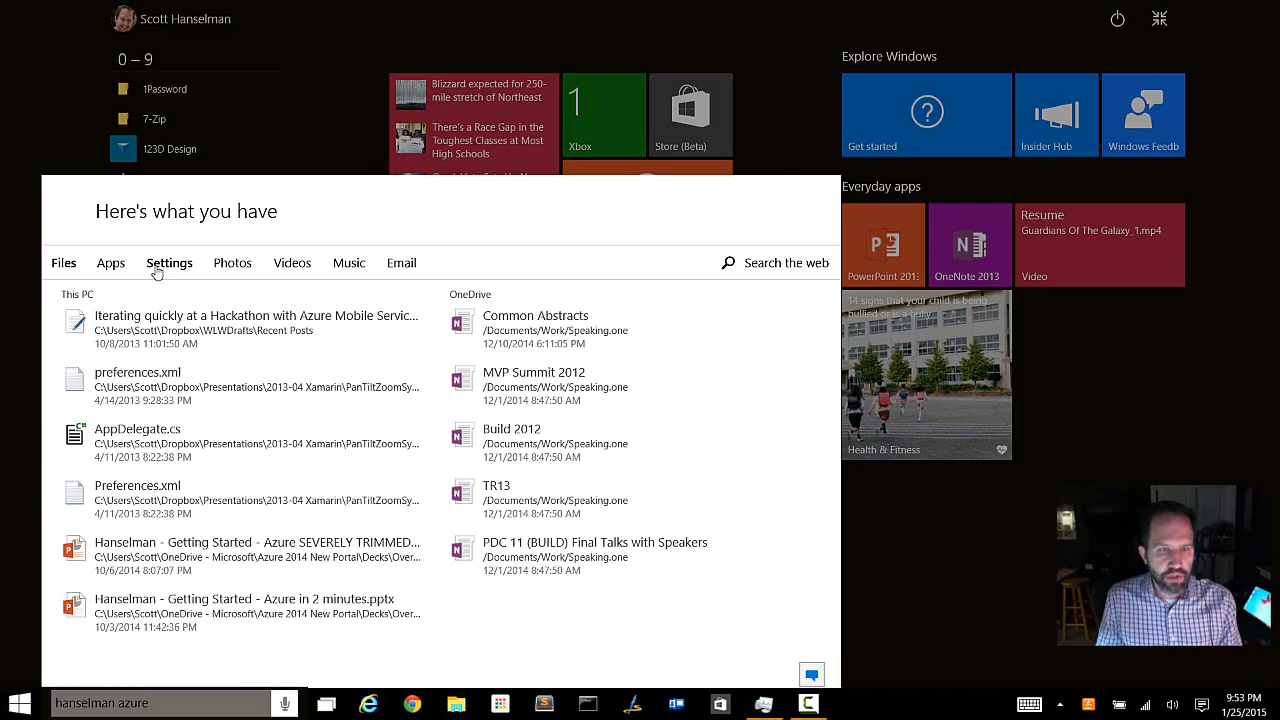 Scott Hanselman
0 – 9
1Password
7-Zip
123D Design
Blizzard expected for 250-
mile stretch of Northeast
There's a Race Gap in the
Toughest Classes at Most
High Schools
1
Xbox
Store (Beta)
Explore Windows
Get started
Insider Hub
Windows Feedb
Everyday apps
PowerPoint 201
OneNote 2013
Resume
Guardians Of The Galaxy_1.mp4
Video
14 signs that your child is being
bullied or is a bully
Health & Fitness
Here's what you have
Files
Apps
Settings
Photos
Videos
Music
Email
Search the web
This PC
Iterating quickly at a Hackathon with Azure Mobile Servic...
C:\Users\Scott\Dropbox\WLWDrafts\Recent Posts
10/8/2013 11:01:50 AM
preferences.xml
C:\Users\Scott\Dropbox\Presentations\2013-04 Xamarin\PanTiltZoomSy...
4/14/2013 9:28:33 PM
AppDelegate.cs
C:\Users\Scott\Dropbox\Presentations\2013-04 Xamarin\PanTiltZoomSy...
4/11/2013 8:22:38 PM
Preferences.xml
C:\Users\Scott\Dropbox\Presentations\2013-04 Xamarin\PanTiltZoomSy...
4/11/2013 8:22:38 PM
Hanselman - Getting Started - Azure SEVERELY TRIMMED...
C:\Users\Scott\OneDrive - Microsoft\Azure 2014 New Portal\Decks\Over...
10/6/2014 8:07:07 PM
Hanselman - Getting Started - Azure in 2 minutes.pptx
C:\Users\Scott\OneDrive - Microsoft\Azure 2014 New Portal\Decks\Ove...
10/3/2014 11:42:36 PM
OneDrive
Common Abstracts
/Documents/Work/Speaking.one
12/10/2014 6:11:05 PM
MVP Summit 2012
/Documents/Work/Speaking.one
12/1/2014 8:47:50 AM
Build 2012
/Documents/Work/Speaking.one
12/1/2014 8:47:50 AM
TR13
/Documents/Work/Speaking.one
12/1/2014 8:47:50 AM
PDC 11 (BUILD) Final Talks with Speakers
/Documents/Work/Speaking.one
12/1/2014 8:47:50 AM
hanselman azure
9:53 PM
1/25/2015